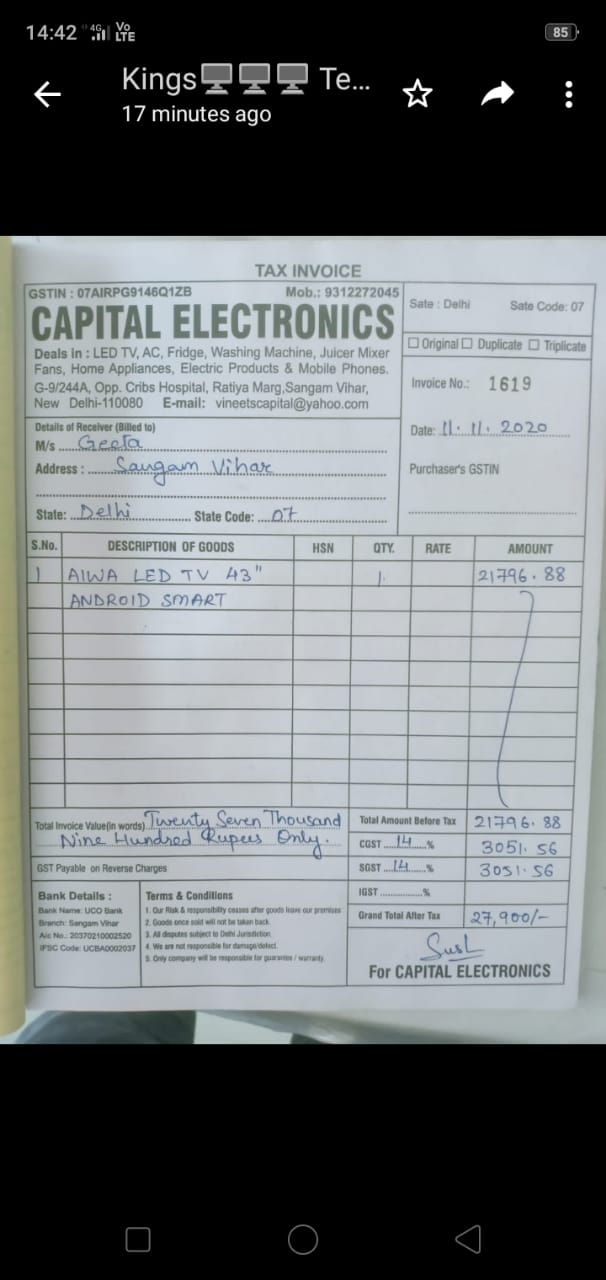 14:42 4G Vo LTE 85
Kings🖥️🖥️🖥️ Te...
17 minutes ago
TAX INVOICE
GSTIN : 07AIRPG9146Q1ZB Mob.: 9312272045
CAPITAL ELECTRONICS
Deals in : LED TV, AC, Fridge, Washing Machine, Juicer Mixer
Fans, Home Appliances, Electric Products & Mobile Phones.
G-9/244A, Opp. Cribs Hospital, Ratiya Marg,Sangam Vihar,
New Delhi-110080 E-mail: vineetscapital@yahoo.com
Sate : Delhi Sate Code: 07
Original Duplicate Triplicate
Invoice No.: 1619
Date: 11.11.2020
Purchaser's GSTIN
Details of Receiver (Billed to)
M/s Geeta
Address : Sangam Vihar
State: Delhi State Code: 07
S.No. DESCRIPTION OF GOODS HSN QTY. RATE AMOUNT
1 AIWA LED TV 43" 1. 21796.88
ANDROID SMART
Total Invoice Value(in words) Twenty Seven Thousand
Nine Hundred Rupees Only.
GST Payable on Reverse Charges
Total Amount Before Tax 21796.88
CGST 14 % 3051.56
SGST 14 % 3051.56
IGST %
Grand Total After Tax 27,900/-
Bank Details :
Bank Name: UCO Bank
Branch: Sangam Vihar
A/c No.: 20370210002520
IFSC Code: UCBA0002037
Terms & Conditions
1. Our Risk & responsibility ceases after goods leave our premises
2. Goods once sold will not be taken back.
3. All disputes subject to Delhi Jurisdiction.
4. We are not responsible for damage/defect.
5. Only company will be responsible for guarantee / warranty.
For CAPITAL ELECTRONICS